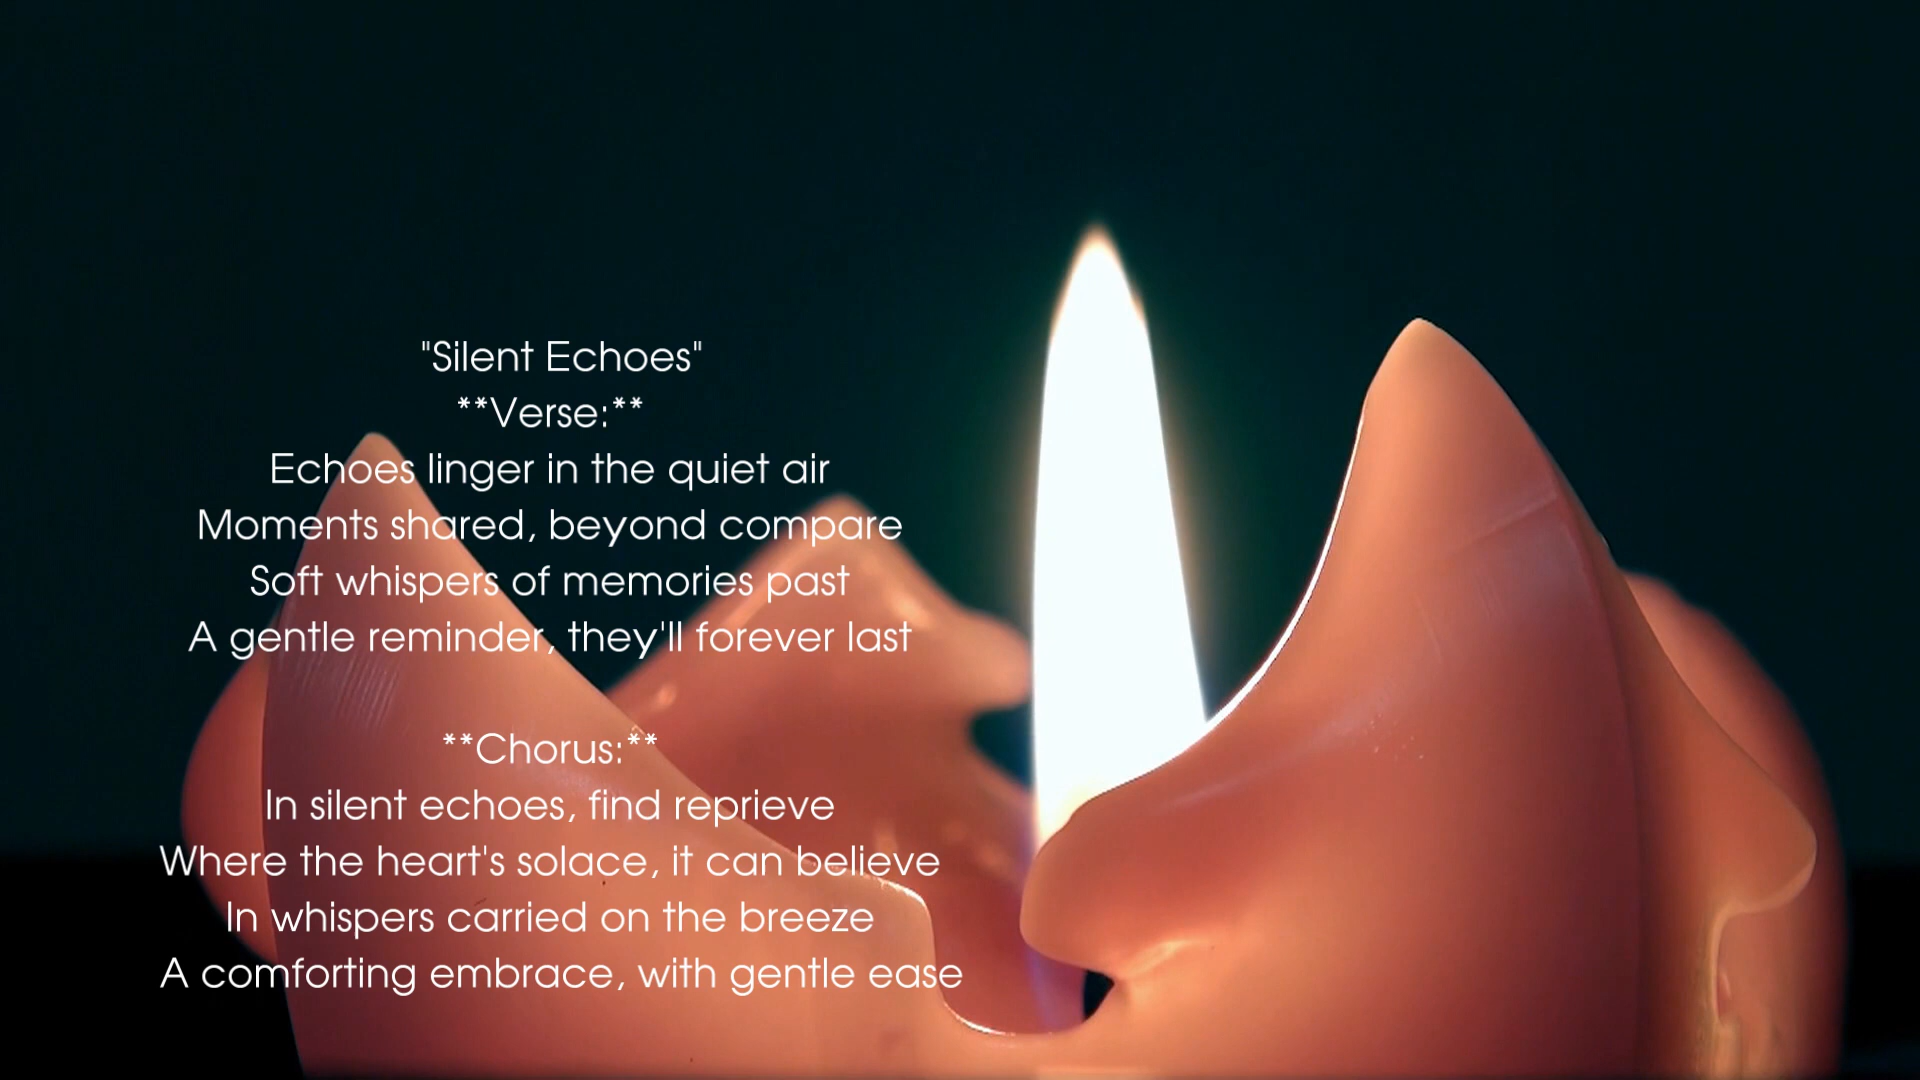 "Silent Echoes"
**Verse:**
Echoes linger in the quiet air
Moments shared, beyond compare
Soft whispers of memories past
A gentle reminder, they'll forever last
**Chorus:**
In silent echoes, find reprieve
Where the heart's solace, it can believe
In whispers carried on the breeze
A comforting embrace, with gentle ease